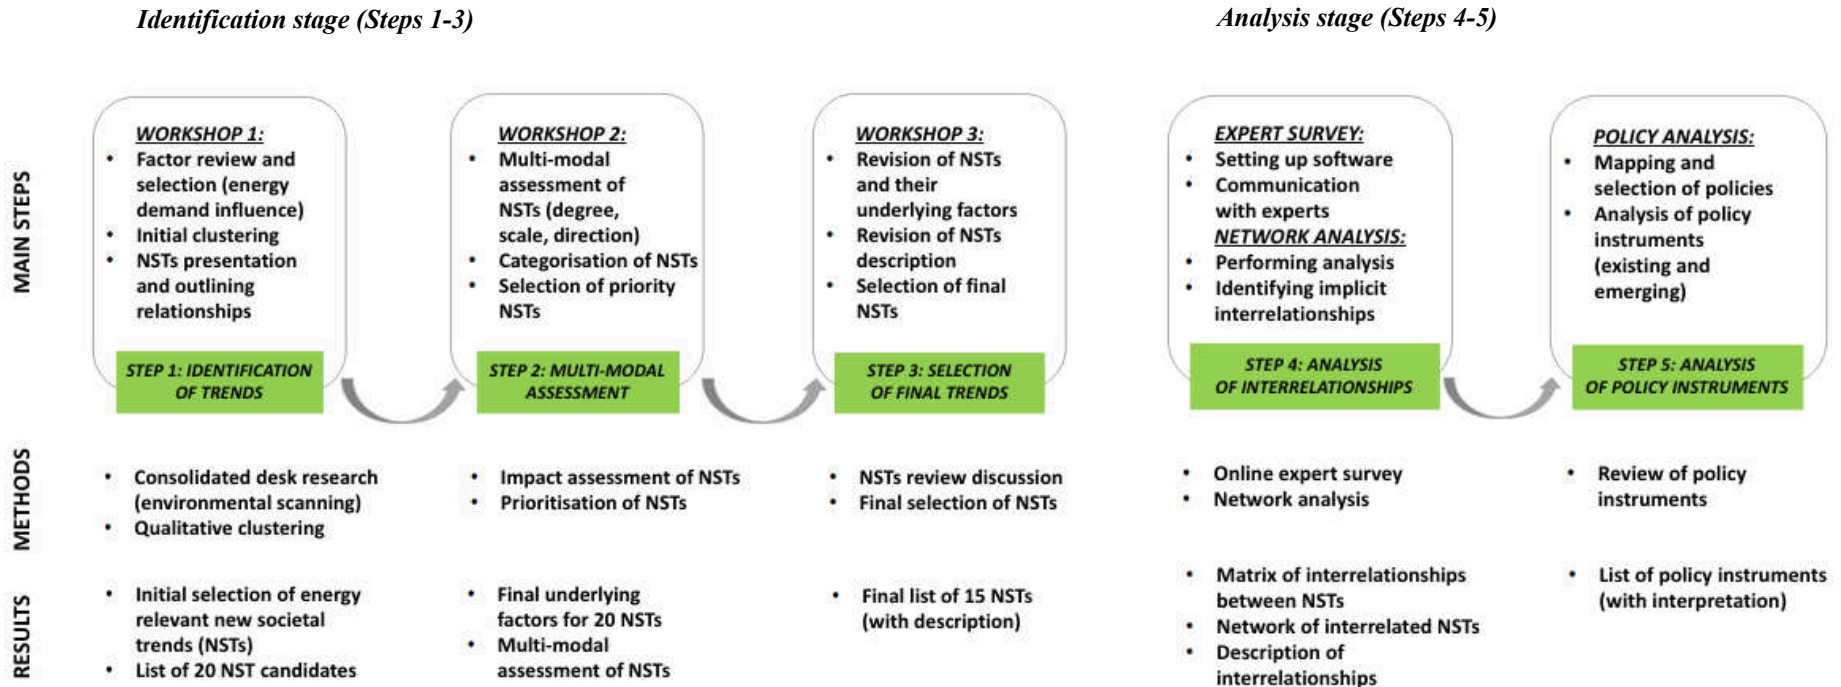 Identification stage (Steps 1-3)
Analysis stage (Steps 4-5)
MAIN STEPS
WORKSHOP 1:
• Factor review and
selection (energy
demand influence)
• Initial clustering
• NSTs presentation
and outlining
relationships
STEP 1: IDENTIFICATION
OF TRENDS
WORKSHOP 2:
• Multi-modal
assessment of
NSTs (degree,
scale, direction)
• Categorisation of NSTs
• Selection of priority
NSTs
STEP 2: MULTI-MODAL
ASSESSMENT
WORKSHOP 3:
• Revision of NSTs
and their
underlying factors
• Revision of NSTs
description
• Selection of final
NSTs
STEP 3: SELECTION
OF FINAL TRENDS
EXPERT SURVEY:
• Setting up software
• Communication
with experts
NETWORK ANALYSIS:
• Performing analysis
• Identifying implicit
interrelationships
STEP 4: ANALYSIS
OF INTERRELATIONSHIPS
POLICY ANALYSIS:
• Mapping and
selection of policies
• Analysis of policy
instruments
(existing and
emerging)
STEP 5: ANALYSIS
OF POLICY INSTRUMENTS
METHODS
• Consolidated desk research
(environmental scanning)
• Qualitative clustering
• Impact assessment of NSTs
• Prioritisation of NSTs
• NSTs review discussion
• Final selection of NSTs
• Online expert survey
• Network analysis
• Review of policy
instruments
RESULTS
• Initial selection of energy
relevant new societal
trends (NSTs)
• List of 20 NST candidates
• Final underlying
factors for 20 NSTs
• Multi-modal
assessment of NSTs
• Final list of 15 NSTs
(with description)
• Matrix of interrelationships
between NSTs
• Network of interrelated NSTs
• Description of
interrelationships
• List of policy instruments
(with interpretation)